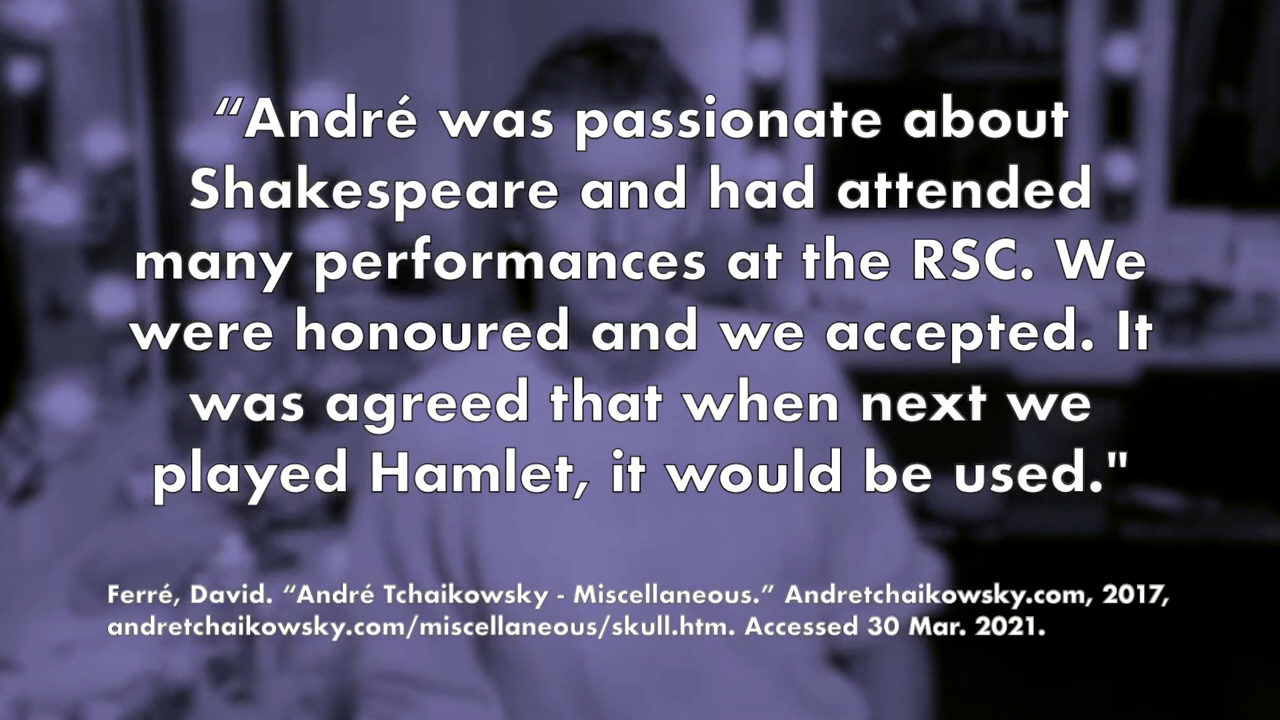 “André was passionate about
Shakespeare and had attended
many performances at the RSC. We
were honoured and we accepted. It
was agreed that when next we
played Hamlet, it would be used."
Ferré, David. “André Tchaikowsky - Miscellaneous.” Andretchaikowsky.com, 2017,
andretchaikowsky.com/miscellaneous/skull.htm. Accessed 30 Mar. 2021.